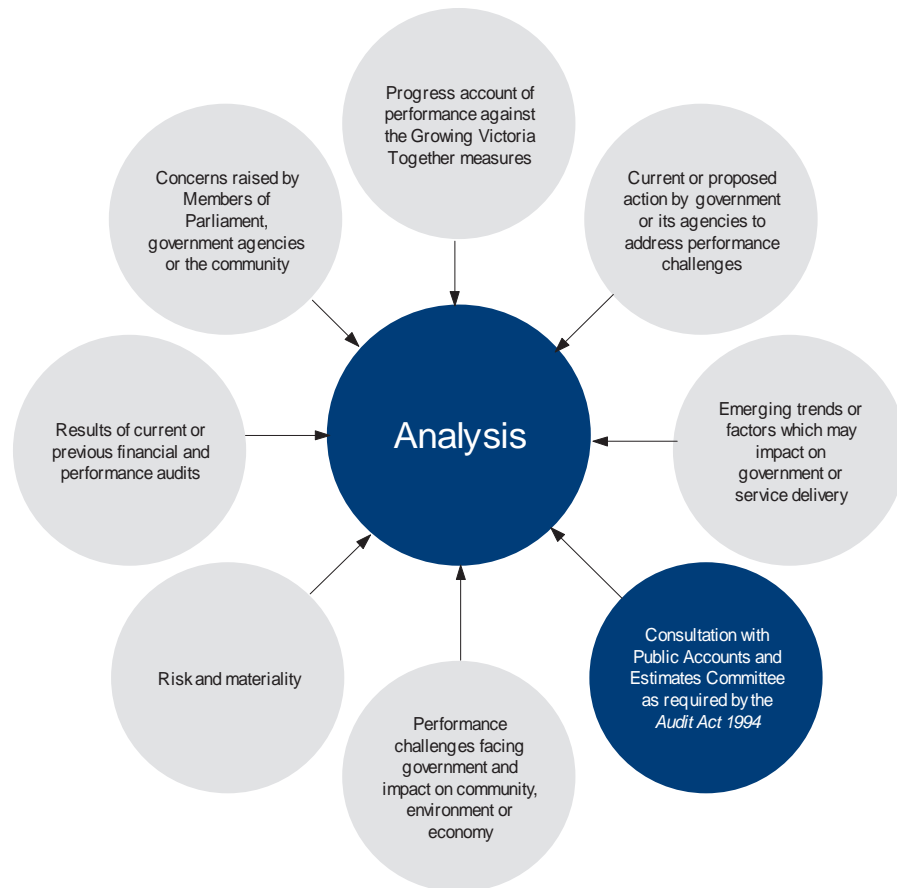 Progress account of
performance against
the Growing Victoria
Together measures
Current or proposed
action by government
or its agencies to
address performance
challenges
Emerging trends or
factors which may
impact on
government or
service delivery
Consultation with
Public Accounts and
Estimates Committee
as required by the
Audit Act 1994
Performance
challenges facing
government and
impact on community,
environment or
economy
Risk and materiality
Results of current or
previous financial and
performance audits
Concerns raised by
Members of
Parliament,
government agencies
or the community
Analysis